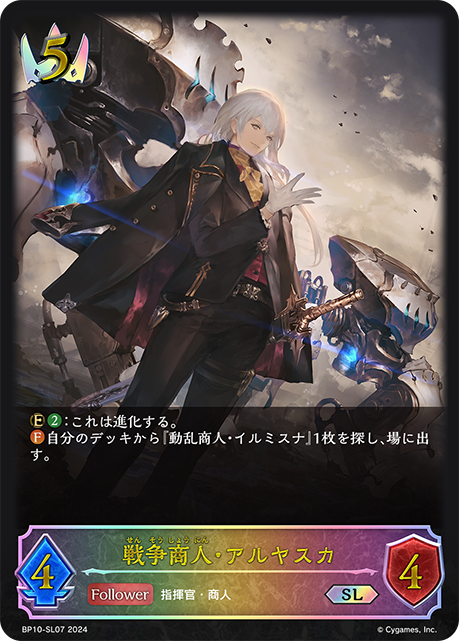 5
E 2:これは進化する。
F 自分のデッキから『動乱商人・イルミスナ』1枚を探し、場に出
す。
せんそうしょうにん
戦争商人・アルヤスカ
4
Follower 指揮官・商人
SL
4
BP10-SL07 2024
© Cygames, Inc.